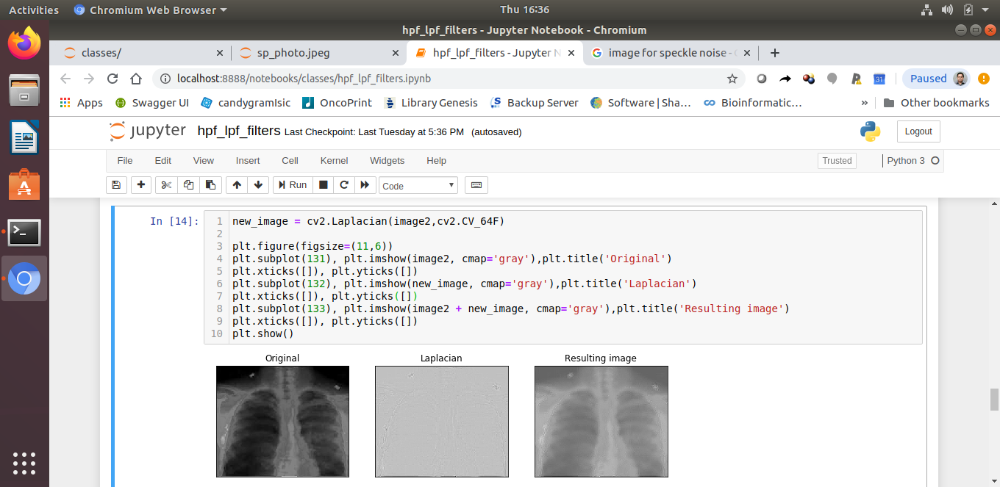 Activities Chromium Web Browser Thu 16:36
hpf_lpf_filters - Jupyter Notebook - Chromium
classes/ sp_photo.jpeg hpf_lpf_filters - Jupyter N image for speckle noise -
localhost:8888/notebooks/classes/hpf_lpf_filters.ipynb 31 Paused
Apps Swagger UI candygramIsic OncoPrint Library Genesis Backup Server Software | Sha... Bioinformatic... » Other bookmarks
jupyter hpf_lpf_filters Last Checkpoint: Last Tuesday at 5:36 PM (autosaved) Logout
File Edit View Insert Cell Kernel Widgets Help Trusted Python 3
Run Code
In [14]: 1 new_image = cv2.Laplacian(image2,cv2.CV_64F)
2
3 plt.figure(figsize=(11,6))
4 plt.subplot(131), plt.imshow(image2, cmap='gray'),plt.title('Original')
5 plt.xticks([]), plt.yticks([])
6 plt.subplot(132), plt.imshow(new_image, cmap='gray'),plt.title('Laplacian')
7 plt.xticks([]), plt.yticks([])
8 plt.subplot(133), plt.imshow(image2 + new_image, cmap='gray'),plt.title('Resulting image')
9 plt.xticks([]), plt.yticks([])
10 plt.show()
Original Laplacian Resulting image